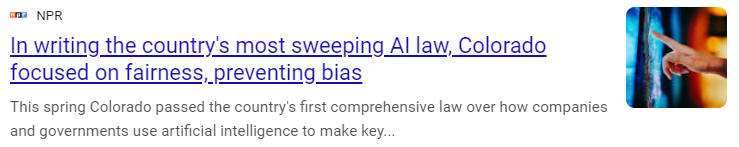 NPR
In writing the country's most sweeping AI law, Colorado
focused on fairness, preventing bias
This spring Colorado passed the country's first comprehensive law over how companies
and governments use artificial intelligence to make key...